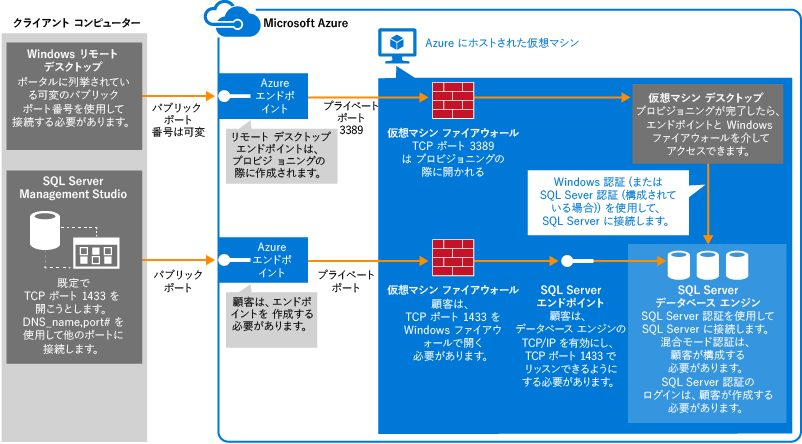 クライアント コンピューター
Microsoft Azure
Azure にホストされた仮想マシン
Windows リモート
デスクトップ
ポータルに列挙されてい
る可変のパブリック
ポート番号を使用して
接続する必要があります。
パブリック
ポート
番号は可変
Azure
エンドポ
イント
リモート デスクトップ
エンドポイントは、
プロビジ ョニングの
際に作成されます。
プライベート
ポート
3389
仮想マシン ファイアウォール
TCP ポート 3389
は プロビジョニングの
際に開かれる
仮想マシン デスクトップ
プロビジョニングが完了したら、
エンドポイントと Windows
ファイアウォールを介して
アクセスできます。
Windows 認証 (または
SQL Sever 認証 (構成されて
いる場合)) を使用して、
SQL Server に接続します。
SQL Server
Management Studio
既定で
TCP ポート 1433 を
開こうとします。
DNS_name,port# を
使用して他のポートに
接続します。
パブリック
ポート
Azure
エンドポ
イント
顧客は、エンドポ
イントを 作成する
必要があります。
プライベート
ポート
仮想マシン ファイアウォール
顧客は、
TCP ポート 1433 を
Windows ファイアウ
ォールで開く
必要があります。
SQL Server
エンドポイント
顧客は、
データベース エンジンの
TCP/IP を有効にし、
TCP ポート 1433 で
リッスンできるように
する必要があります。
SQL Server
データベース エンジン
SQL Server 認証を使用して
SQL Server に接続します。
混合モード認証は、
顧客が構成する
必要があります。
SQL Server 認証の
ログインは、顧客が作成する
必要があります。